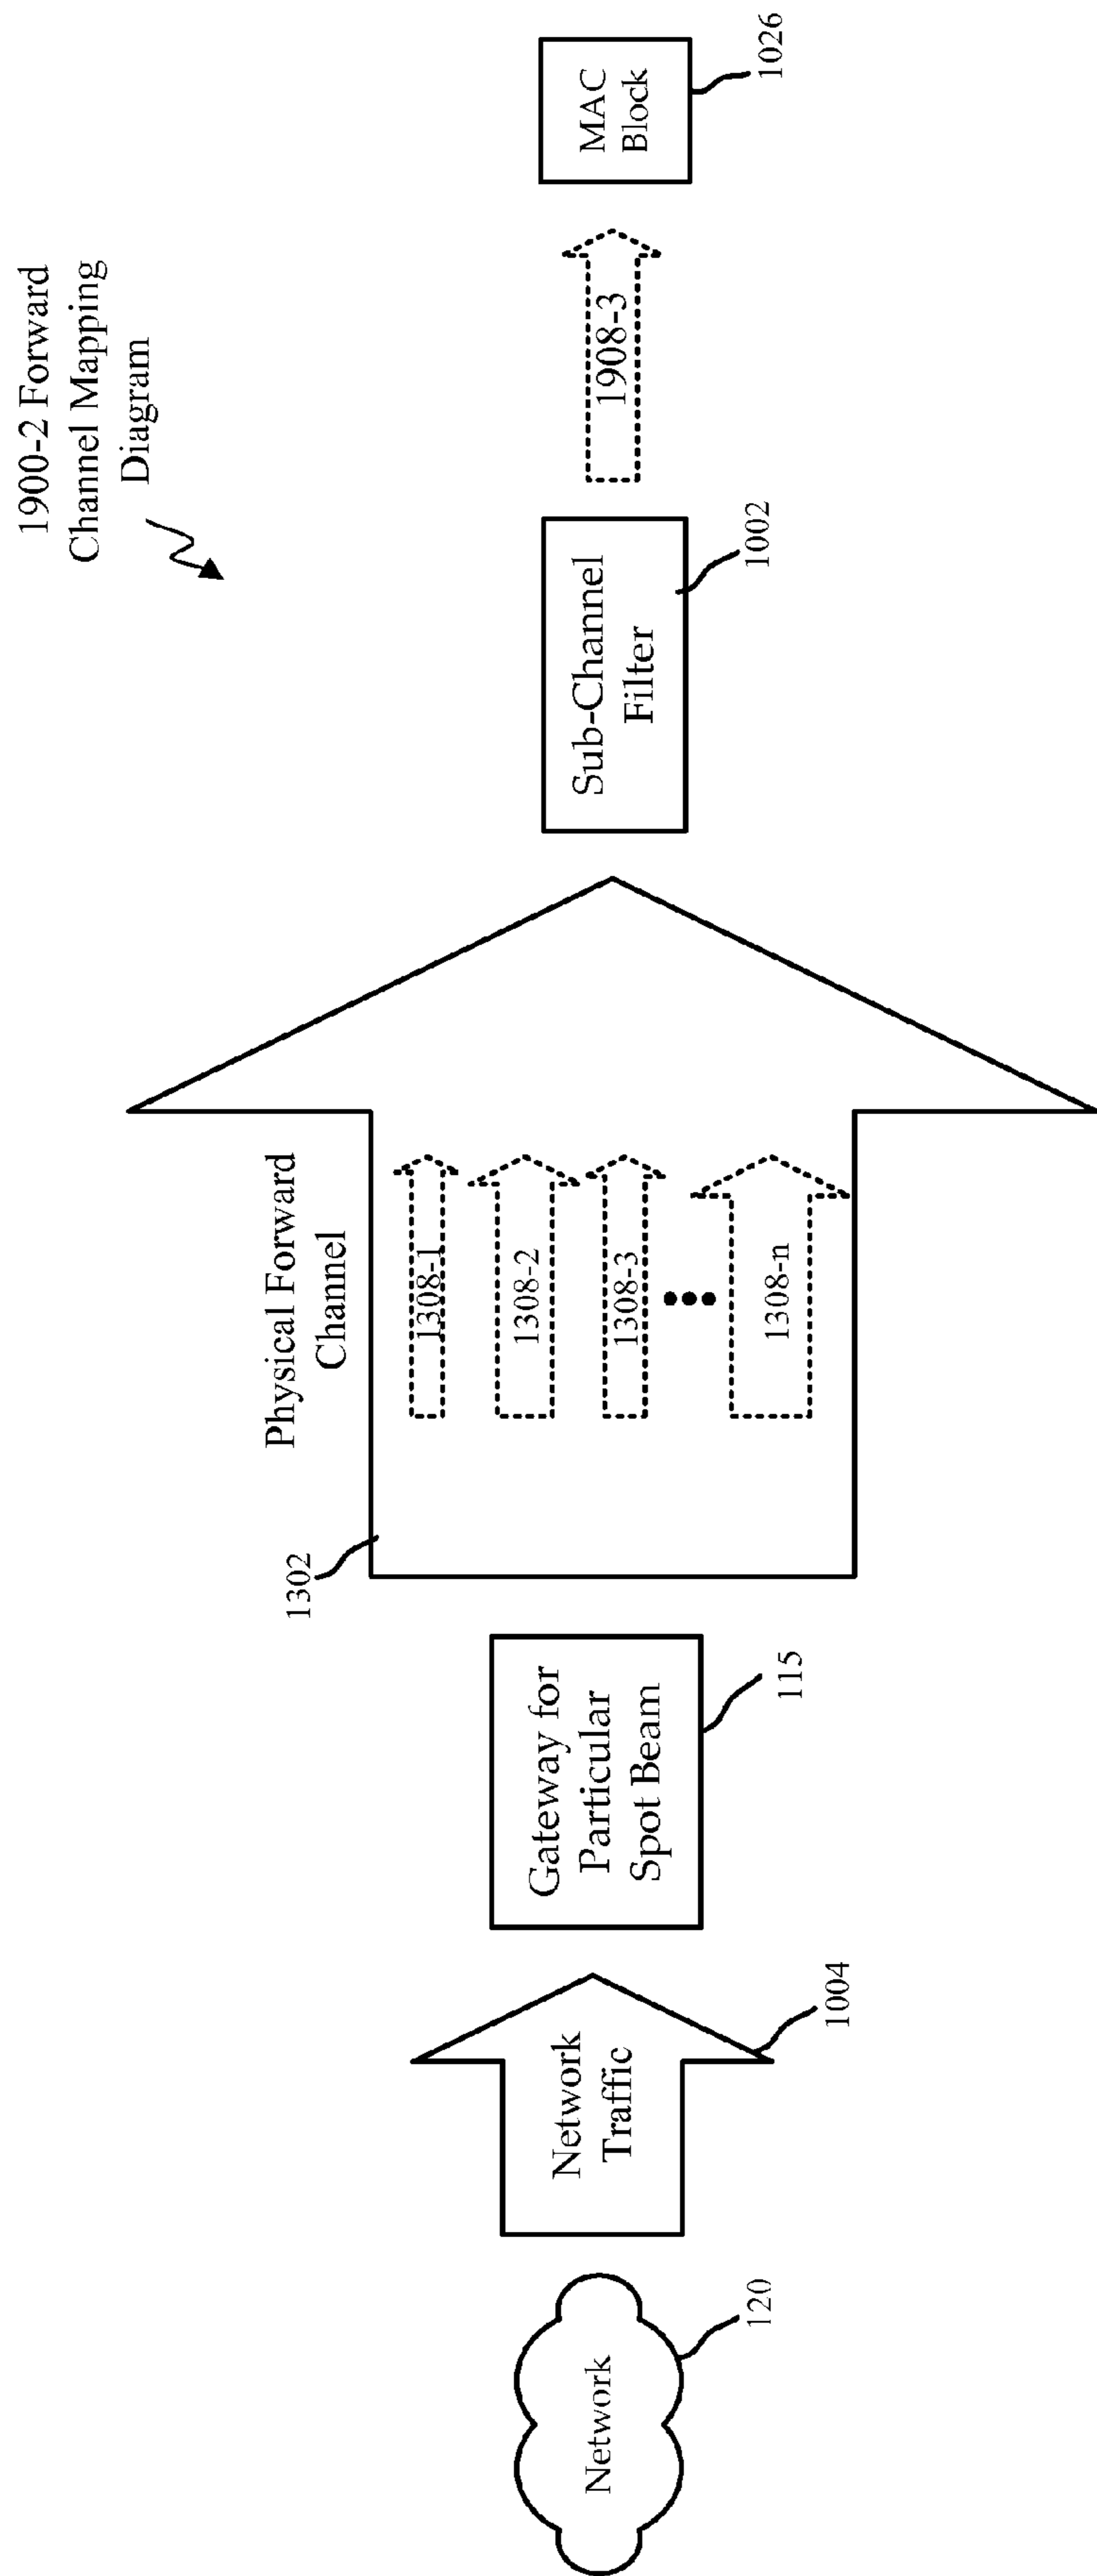 1900-2 Forward
Channel Mapping
Diagram
Network
120
Network
Traffic
1004
Gateway for
Particular
Spot Beam
115
Physical Forward
Channel
1302
1308-1
1308-2
1308-3
1308-n
Sub-Channel
Filter
1002
1908-3
MAC
Block
1026